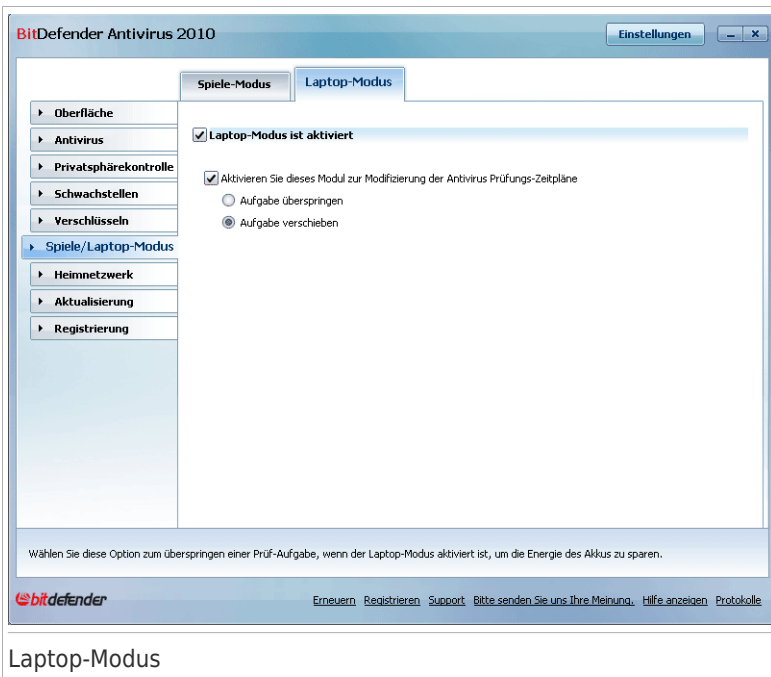 BitDefender Antivirus 2010
Einstellungen
Spiele-Modus
Laptop-Modus
Oberfläche
Antivirus
Privatsphärekontrolle
Schwachstellen
Verschlüsseln
Spiele/Laptop-Modus
Heimnetzwerk
Aktualisierung
Registrierung
Laptop-Modus ist aktiviert
Aktivieren Sie dieses Modul zur Modifizierung der Antivirus Prüfungs-Zeitpläne
Aufgabe überspringen
Aufgabe verschieben
Wählen Sie diese Option zum überspringen einer Prüf-Aufgabe, wenn der Laptop-Modus aktiviert ist, um die Energie des Akkus zu sparen.
bitdefender
Erneuern Registrieren Support Bitte senden Sie uns Ihre Meinung. Hilfe anzeigen Protokolle
Laptop-Modus